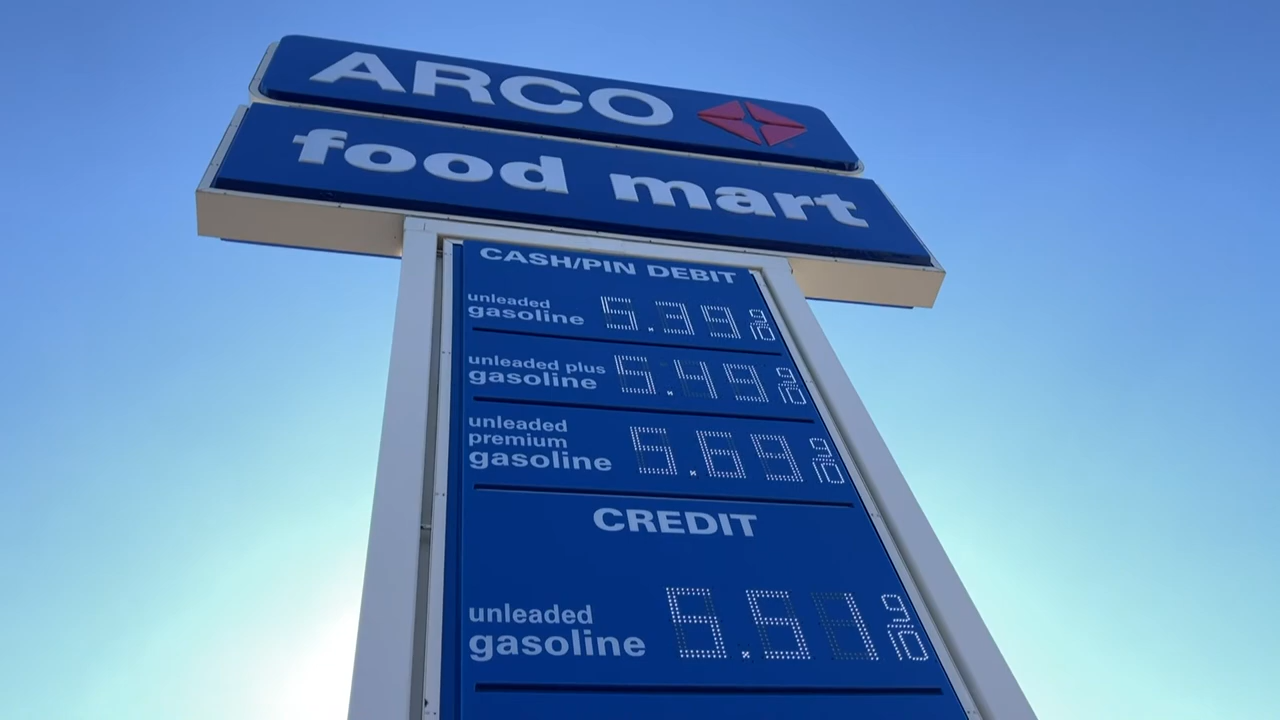 ARCO
food mart
CASH/PIN DEBIT
unleaded
gasoline 5.39 9/10
unleaded plus
gasoline 5.49 9/10
unleaded
premium
gasoline 5.69 9/10
CREDIT
unleaded
gasoline 5.51 9/10